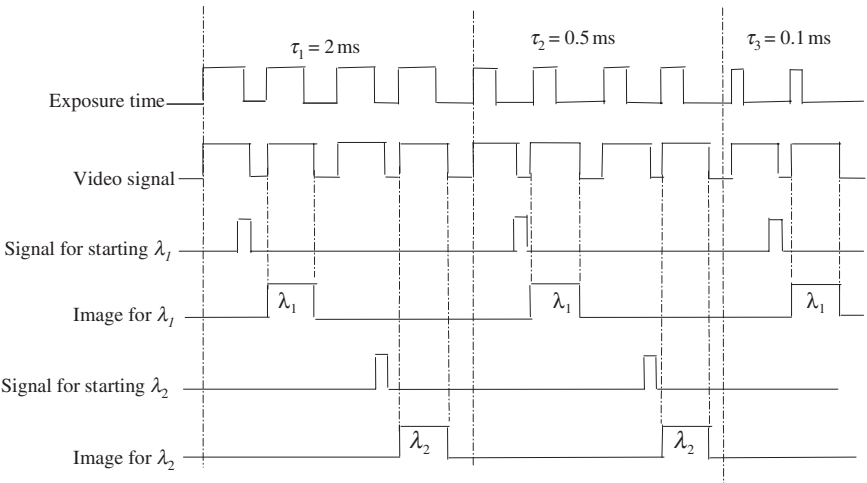 τ₁ = 2 ms
τ₂ = 0.5 ms
τ₃ = 0.1 ms
Exposure time
Video signal
Signal for starting λ₁
Image for λ₁
λ₁
λ₁
λ₁
Signal for starting λ₂
Image for λ₂
λ₂
λ₂